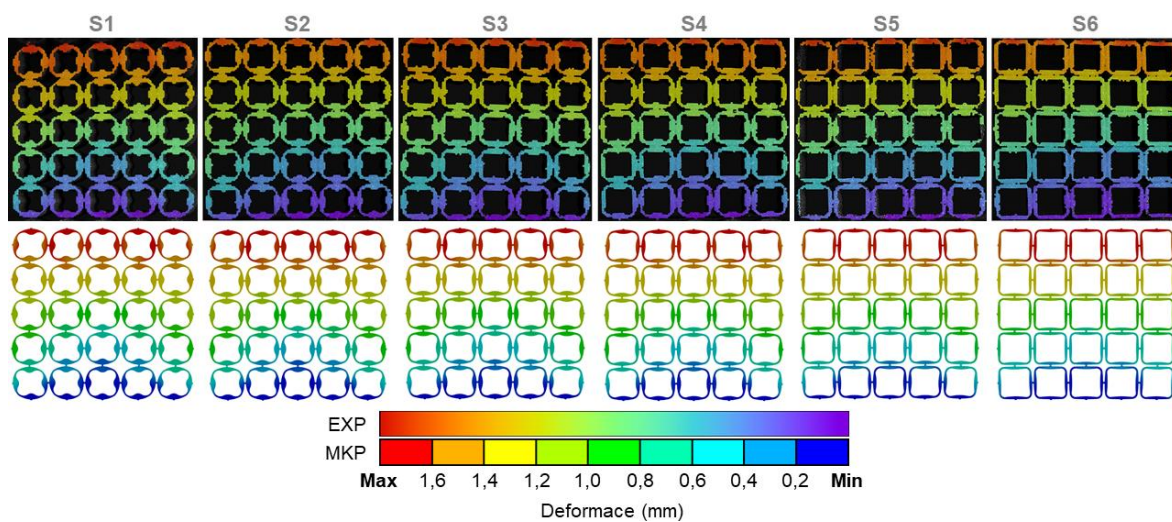 S1 S2 S3 S4 S5 S6
EXP
MKP
Max 1,6 1,4 1,2 1,0 0,8 0,6 0,4 0,2 Min
Deformace (mm)